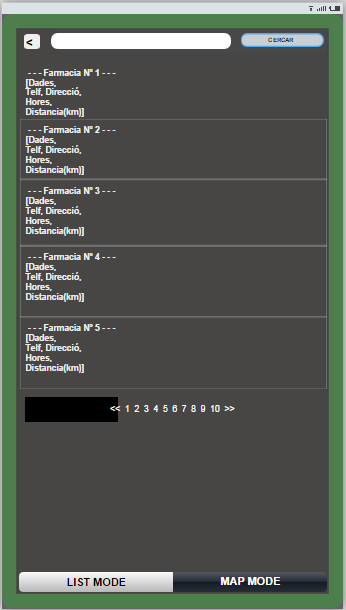 <
CERCAR
- - - Farmacia Nº 1 - - -
[Dades,
Telf, Direcció,
Hores,
Distancia(km)]
- - - Farmacia Nº 2 - - -
[Dades,
Telf, Direcció,
Hores,
Distancia(km)]
- - - Farmacia Nº 3 - - -
[Dades,
Telf, Direcció,
Hores,
Distancia(km)]
- - - Farmacia Nº 4 - - -
[Dades,
Telf, Direcció,
Hores,
Distancia(km)]
- - - Farmacia Nº 5 - - -
[Dades,
Telf, Direcció,
Hores,
Distancia(km)]
<< 1 2 3 4 5 6 7 8 9 10 >>
LIST MODE
MAP MODE